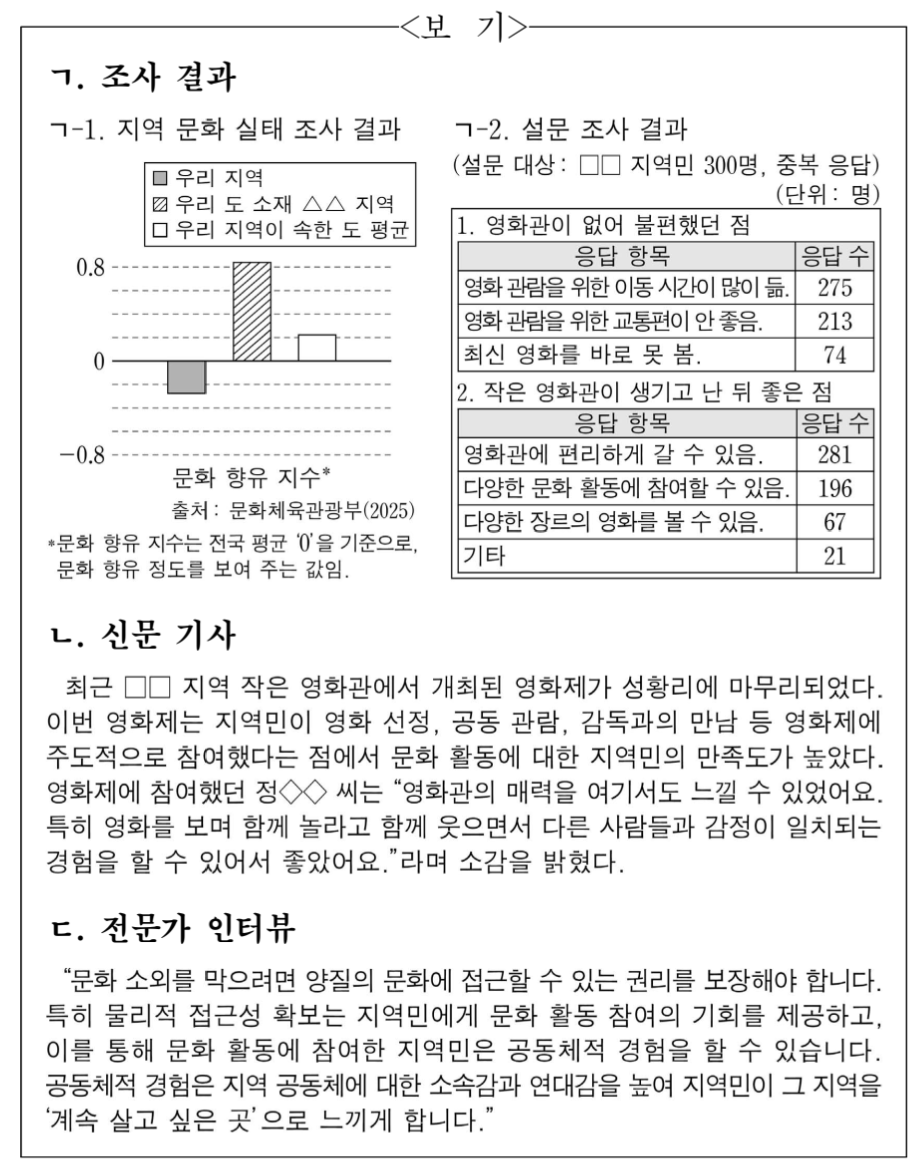 <보 기>
ㄱ. 조사 결과
ㄱ-1. 지역 문화 실태 조사 결과
우리 지역
우리 도 소재 △△ 지역
우리 지역이 속한 도 평균
0.8
0
-0.8
문화 향유 지수*
출처: 문화체육관광부(2025)
*문화 향유 지수는 전국 평균 '0'을 기준으로,
문화 향유 정도를 보여 주는 값임.
ㄱ-2. 설문 조사 결과
(설문 대상: □□ 지역민 300명, 중복 응답)
(단위: 명)
1. 영화관이 없어 불편했던 점
응답 항목 응답 수
영화 관람을 위한 이동 시간이 많이 듦. 275
영화 관람을 위한 교통편이 안 좋음. 213
최신 영화를 바로 못 봄. 74
2. 작은 영화관이 생기고 난 뒤 좋은 점
응답 항목 응답 수
영화관에 편리하게 갈 수 있음. 281
다양한 문화 활동에 참여할 수 있음. 196
다양한 장르의 영화를 볼 수 있음. 67
기타 21
ㄴ. 신문 기사
최근 □□ 지역 작은 영화관에서 개최된 영화제가 성황리에 마무리되었다.
이번 영화제는 지역민이 영화 선정, 공동 관람, 감독과의 만남 등 영화제에
주도적으로 참여했다는 점에서 문화 활동에 대한 지역민의 만족도가 높았다.
영화제에 참여했던 정◇◇ 씨는 “영화관의 매력을 여기서도 느낄 수 있었어요.
특히 영화를 보며 함께 놀라고 함께 웃으면서 다른 사람들과 감정이 일치되는
경험을 할 수 있어서 좋았어요.”라며 소감을 밝혔다.
ㄷ. 전문가 인터뷰
“문화 소외를 막으려면 양질의 문화에 접근할 수 있는 권리를 보장해야 합니다.
특히 물리적 접근성 확보는 지역민에게 문화 활동 참여의 기회를 제공하고,
이를 통해 문화 활동에 참여한 지역민은 공동체적 경험을 할 수 있습니다.
공동체적 경험은 지역 공동체에 대한 소속감과 연대감을 높여 지역민이 그 지역을
‘계속 살고 싶은 곳’으로 느끼게 합니다.”